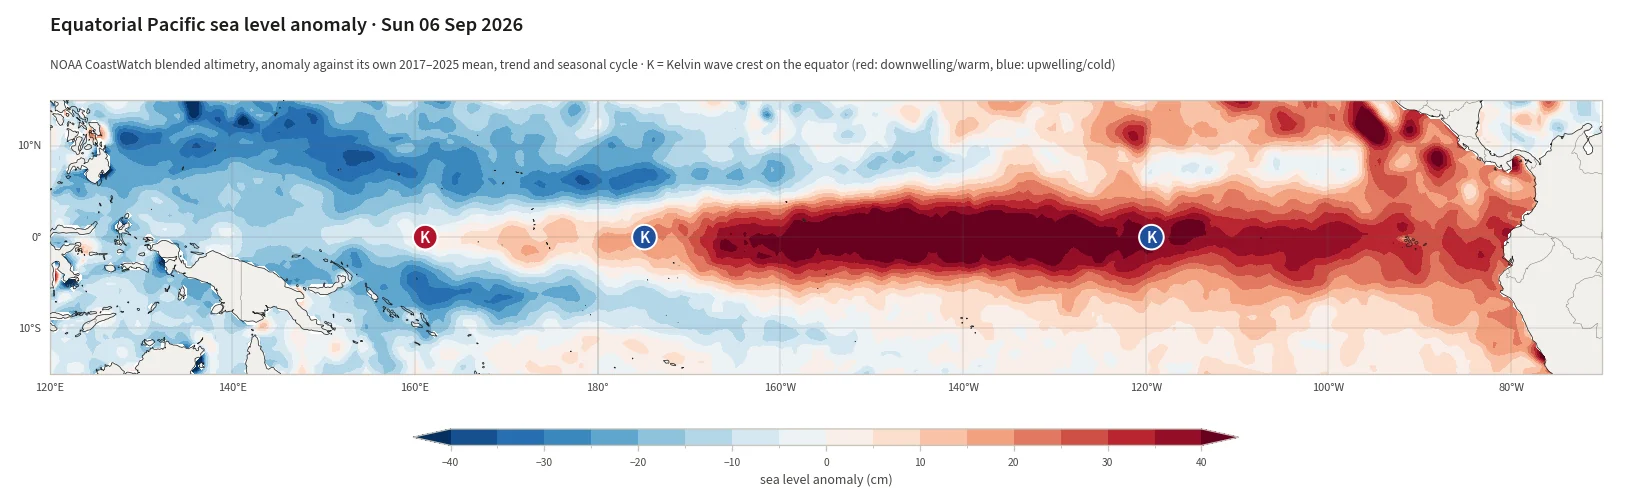 Equatorial Pacific sea level anomaly · Sun 06 Sep 2026
NOAA CoastWatch blended altimetry, anomaly against its own 2017–2025 mean, trend and seasonal cycle · K = Kelvin wave crest on the equator (red: downwelling/warm, blue: upwelling/cold)
10°N
0°
10°S
K K K
120°E 140°E 160°E 180° 160°W 140°W 120°W 100°W 80°W
−40 −30 −20 −10 0 10 20 30 40
sea level anomaly (cm)